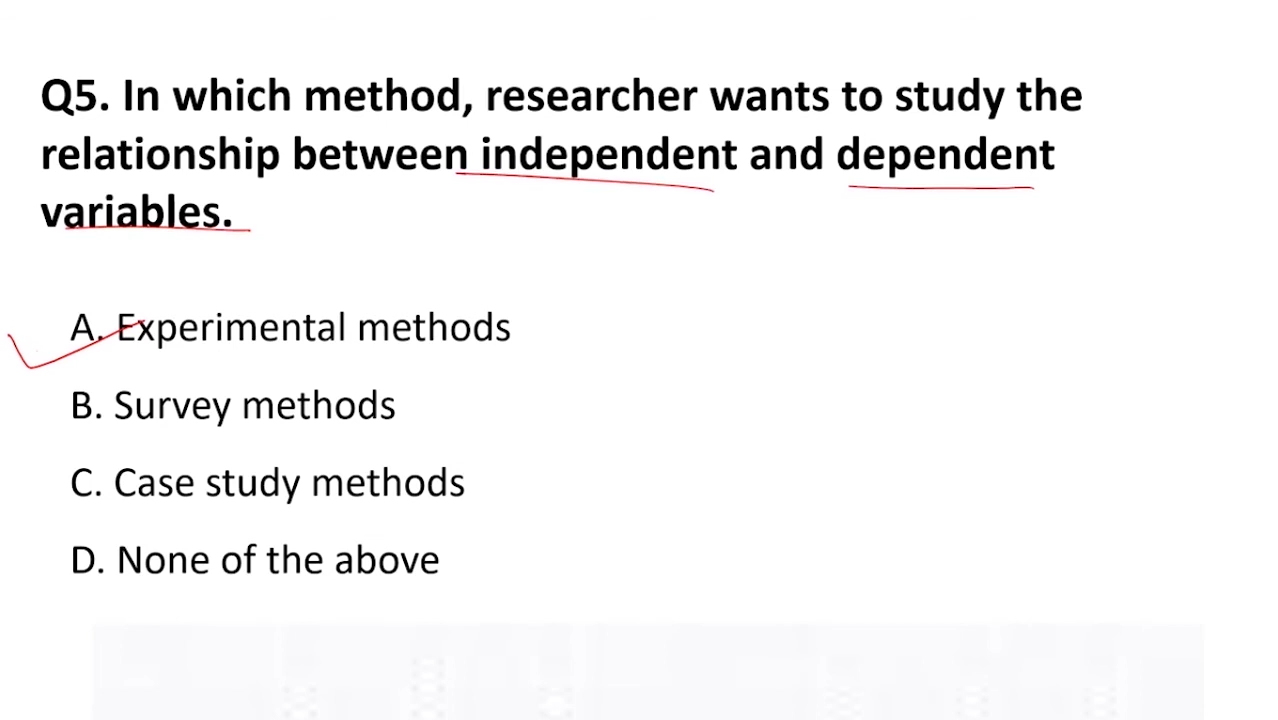 Q5. In which method, researcher wants to study the
relationship between independent and dependent
variables.
A. Experimental methods
B. Survey methods
C. Case study methods
D. None of the above